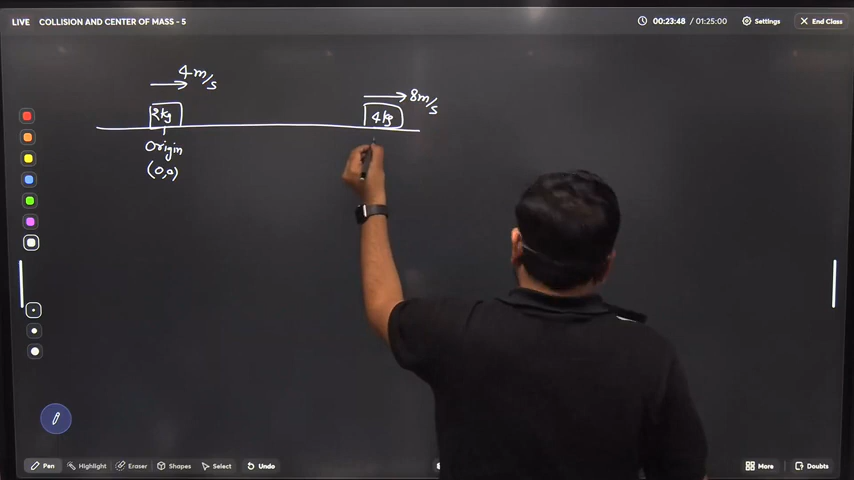 LIVE COLLISION AND CENTER OF MASS - 5
00:23:48 / 01:25:00 Settings End Class
4m/s
8m/s
2kg
4kg
Origin
(0,0)
Pen Highlight Eraser Shapes Select Undo
More Doubts